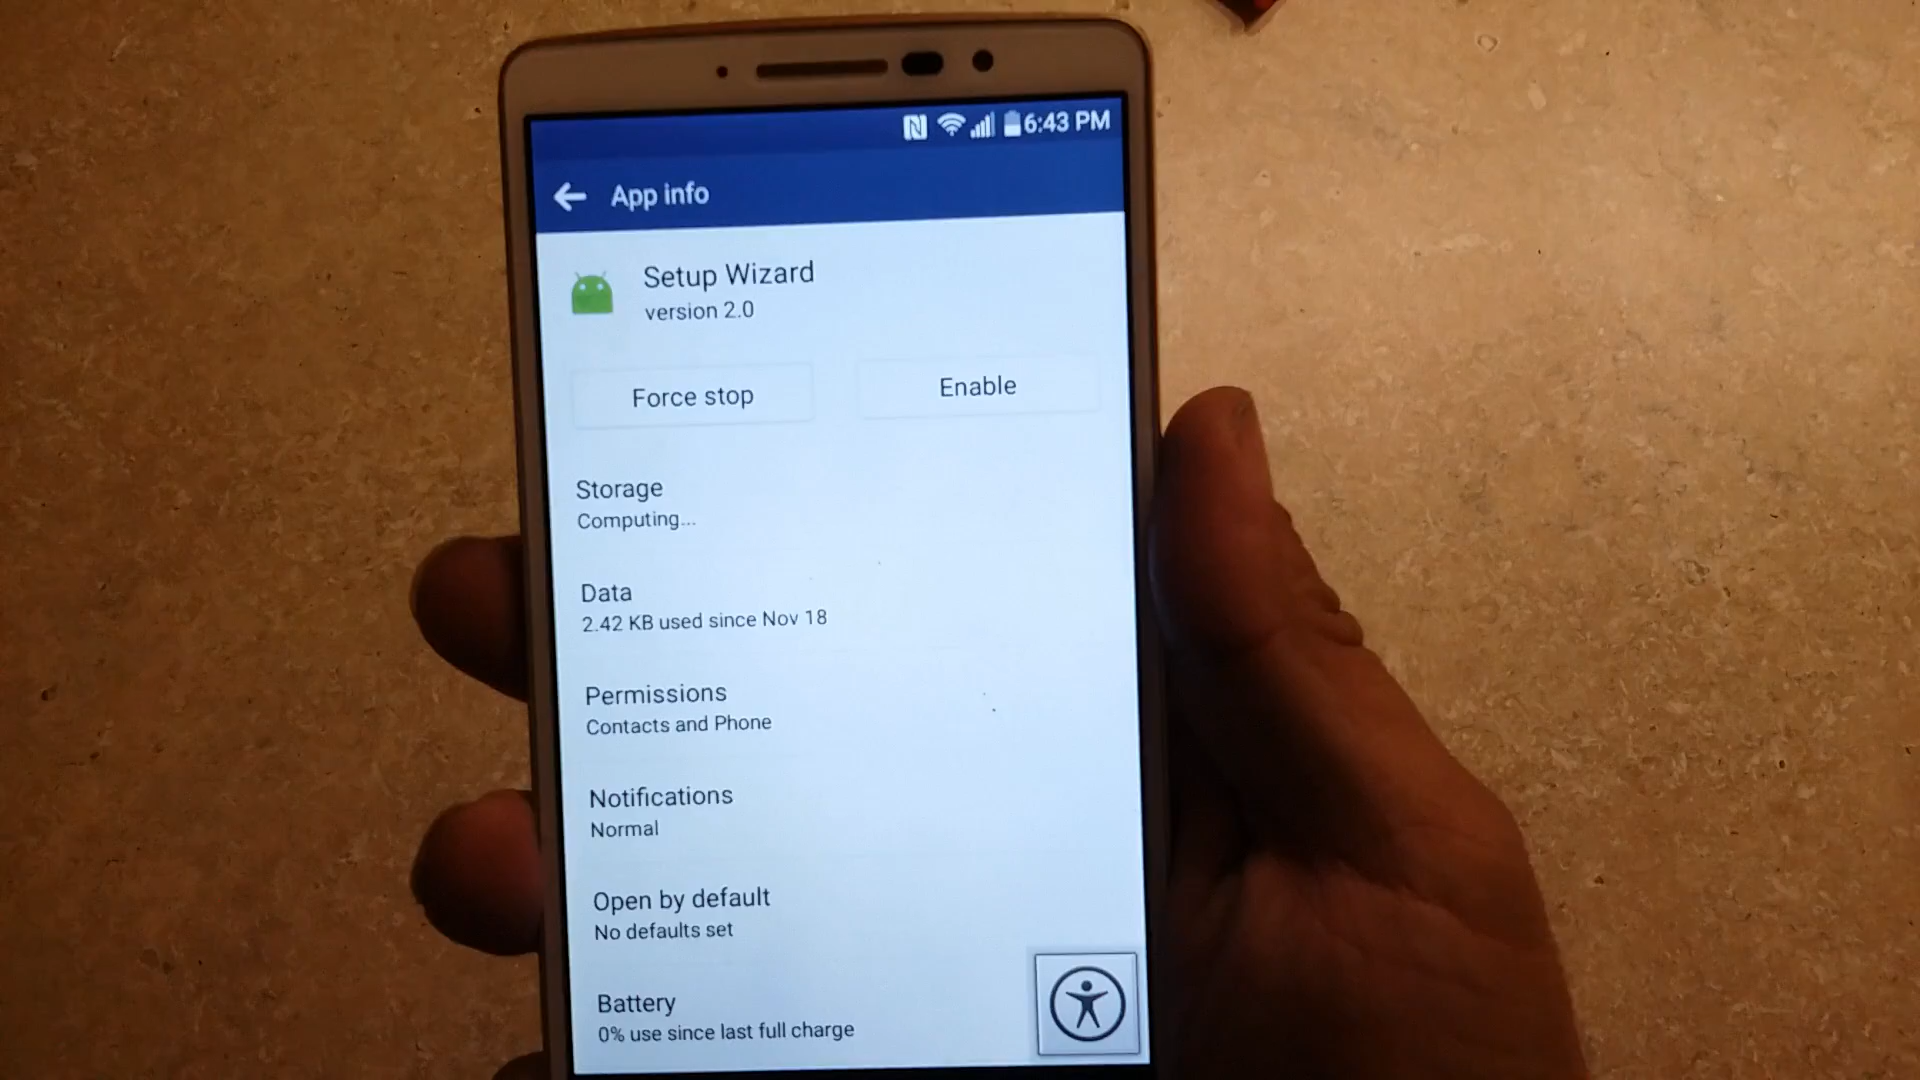 6:43 PM
App info
Setup Wizard
version 2.0
Force stop
Enable
Storage
Computing...
Data
2.42 KB used since Nov 18
Permissions
Contacts and Phone
Notifications
Normal
Open by default
No defaults set
Battery
0% use since last full charge